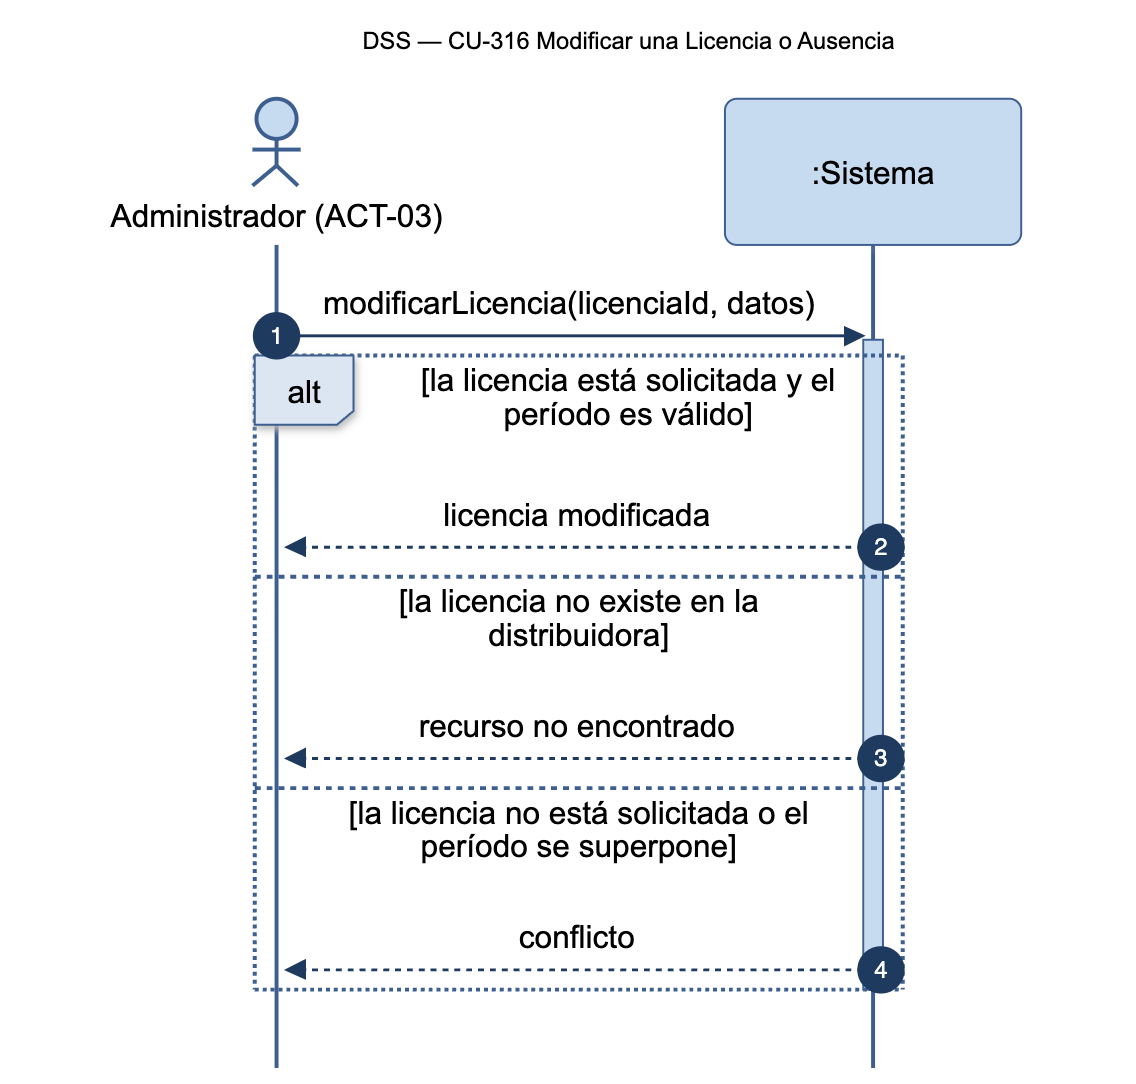 DSS — CU-316 Modificar una Licencia o Ausencia
:Sistema
Administrador (ACT-03)
modificarLicencia(licenciaId, datos)
1
alt
[la licencia está solicitada y el
período es válido]
licencia modificada
2
[la licencia no existe en la
distribuidora]
recurso no encontrado
3
[la licencia no está solicitada o el
período se superpone]
conflicto
4